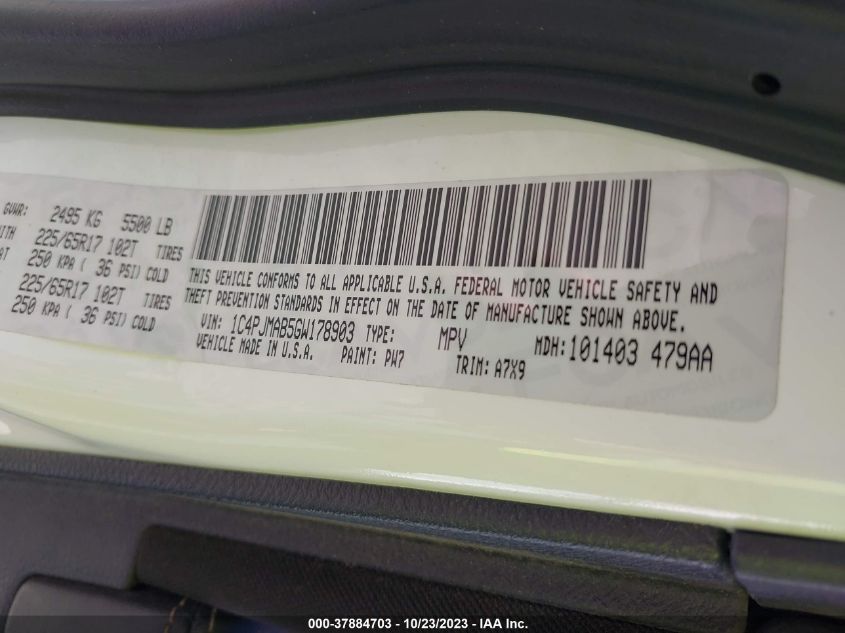 GVWR: 2495 KG 5500 LB
225/65R17 102T TIRES
250 KPA ( 36 PSI) COLD
225/65R17 102T TIRES
250 KPA ( 36 PSI) COLD
THIS VEHICLE CONFORMS TO ALL APPLICABLE U.S.A. FEDERAL MOTOR VEHICLE SAFETY AND
THEFT PREVENTION STANDARDS IN EFFECT ON THE DATE OF MANUFACTURE SHOWN ABOVE.
VIN: 1C4PJMAB5GW178903 TYPE: MPV MDH:101403 479AA
VEHICLE MADE IN U.S.A. PAINT: PW7 TRIM: A7X9
000-37884703 - 10/23/2023 - IAA Inc.